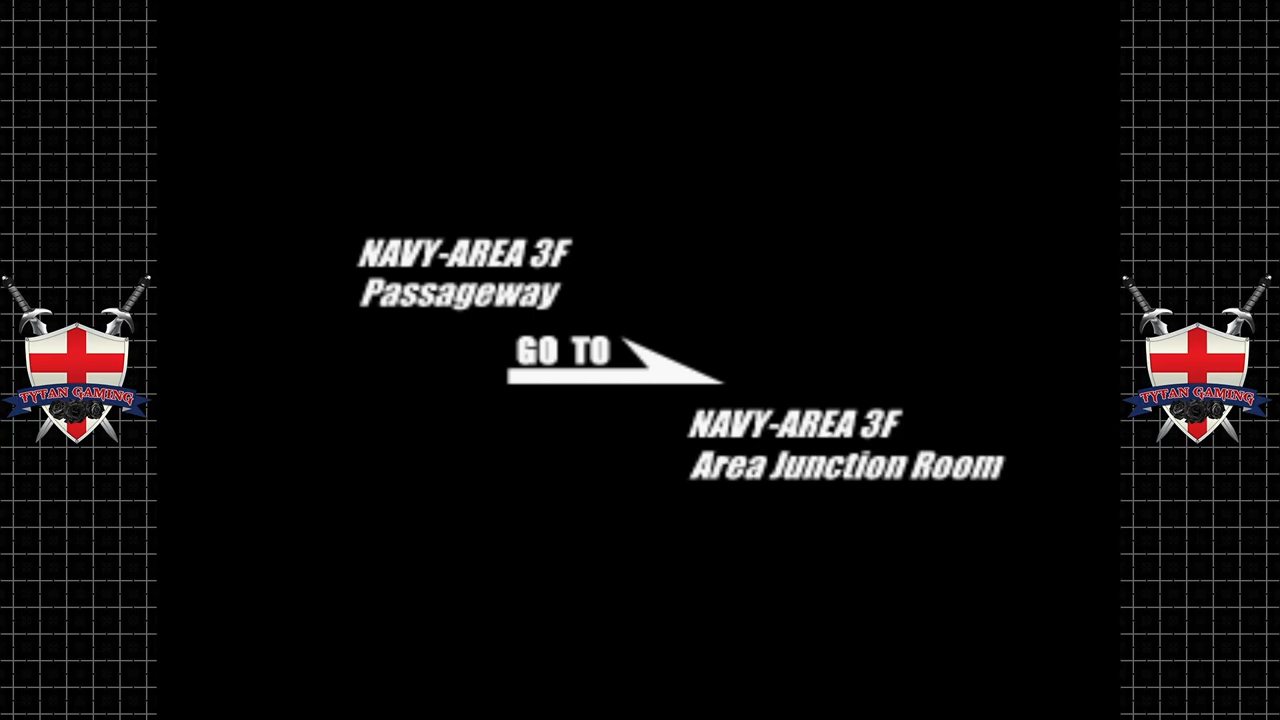 NAVY-AREA 3F
Passageway
GO TO
NAVY-AREA 3F
Area Junction Room
TYTAN GAMING
TYTAN GAMING